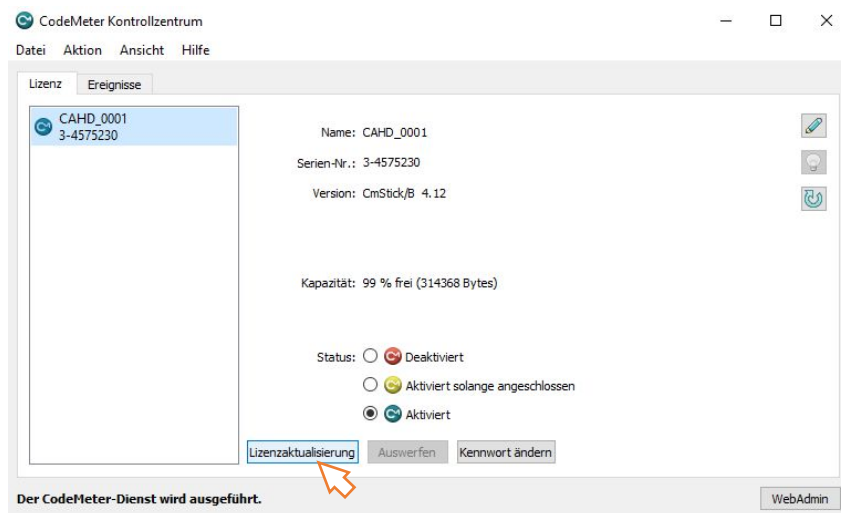 CodeMeter Kontrollzentrum
Datei Aktion Ansicht Hilfe
Lizenz Ereignisse
CAHD_0001
3-4575230
Name: CAHD_0001
Serien-Nr.: 3-4575230
Version: CmStick/B 4.12
Kapazität: 99 % frei (314368 Bytes)
Status: Deaktiviert
Aktiviert solange angeschlossen
Aktiviert
Lizenzaktualisierung Auswerfen Kennwort ändern
Der CodeMeter-Dienst wird ausgeführt. WebAdmin